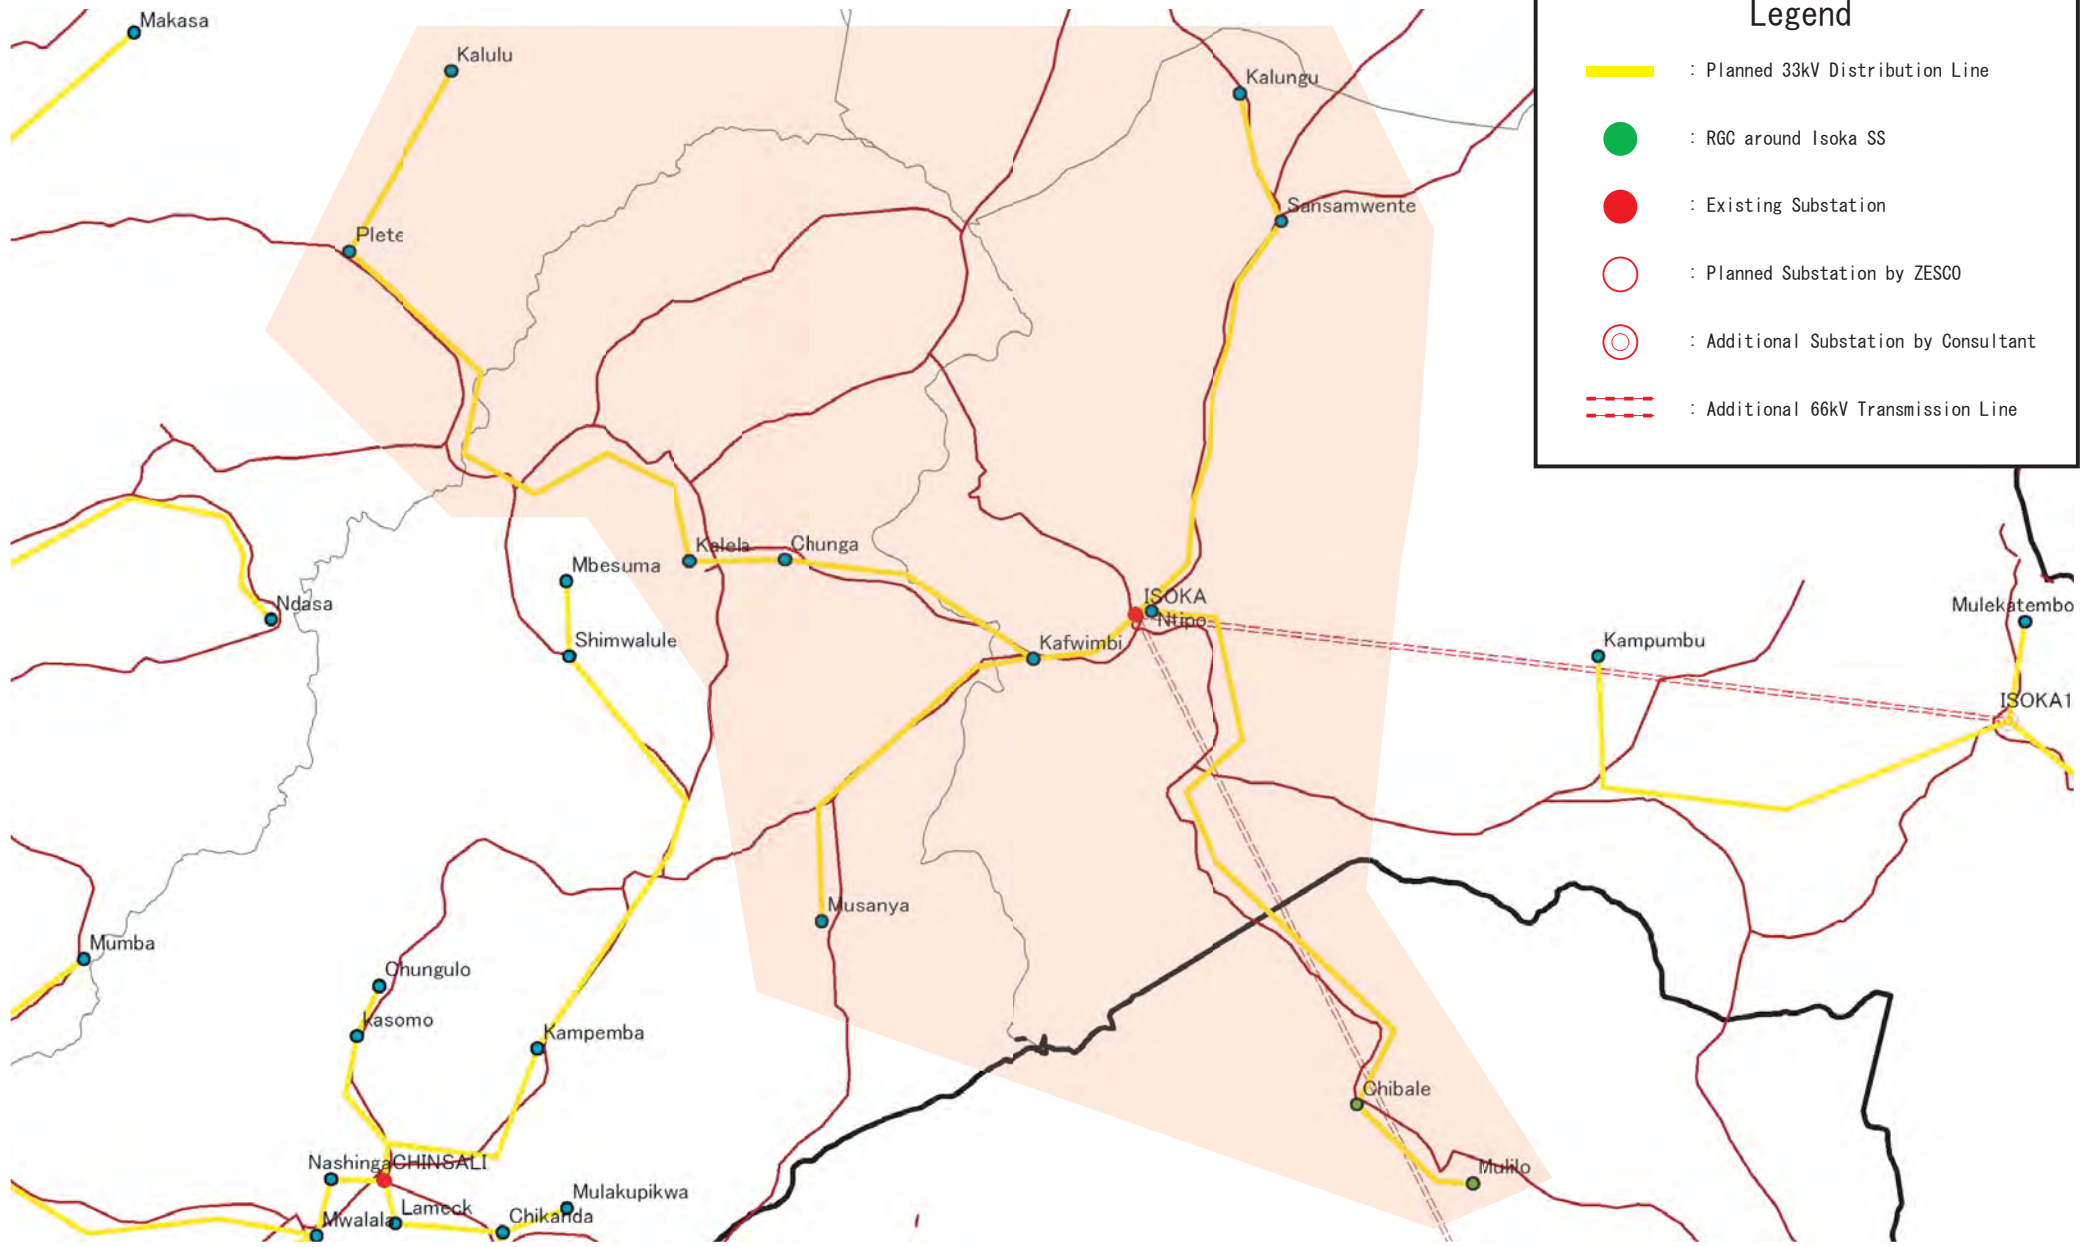 Legend
: Planned 33kV Distribution Line
: RGC around Isoka SS
: Existing Substation
: Planned Substation by ZESCO
: Additional Substation by Consultant
: Additional 66kV Transmission Line
Makasa
Kalulu
Kalungu
Sansamwente
Plete
Kalela
Chunga
Mbesuma
Ndasa
ISOKA
Ntipo
Mulekatembo
Shimwalule
Kafwimbi
Kampumbu
ISOKA1
Musanya
Mumba
Chungulo
kasomo
Kampemba
Chibale
Nashinga
CHINSALI
Mulilo
Mulakupikwa
Lameck
Chikanda
Mwalala